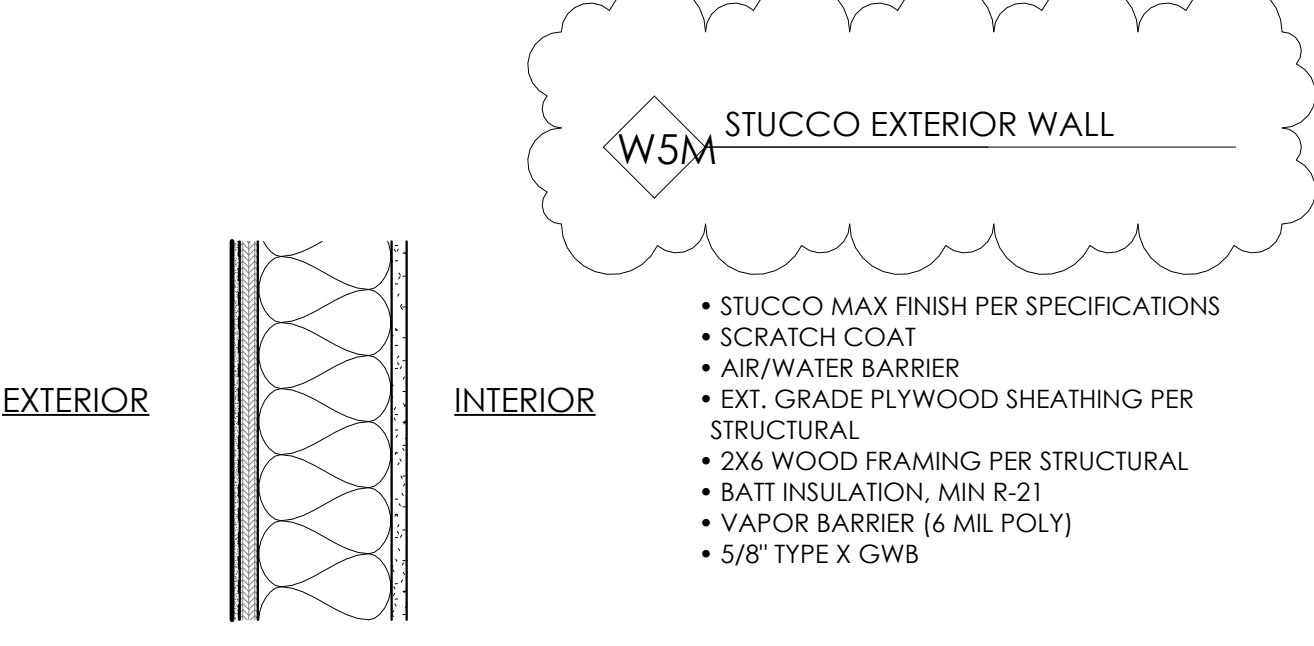 W5M STUCCO EXTERIOR WALL
• STUCCO MAX FINISH PER SPECIFICATIONS
• SCRATCH COAT
• AIR/WATER BARRIER
• EXT. GRADE PLYWOOD SHEATHING PER
STRUCTURAL
• 2X6 WOOD FRAMING PER STRUCTURAL
• BATT INSULATION, MIN R-21
• VAPOR BARRIER (6 MIL POLY)
• 5/8" TYPE X GWB
EXTERIOR
INTERIOR